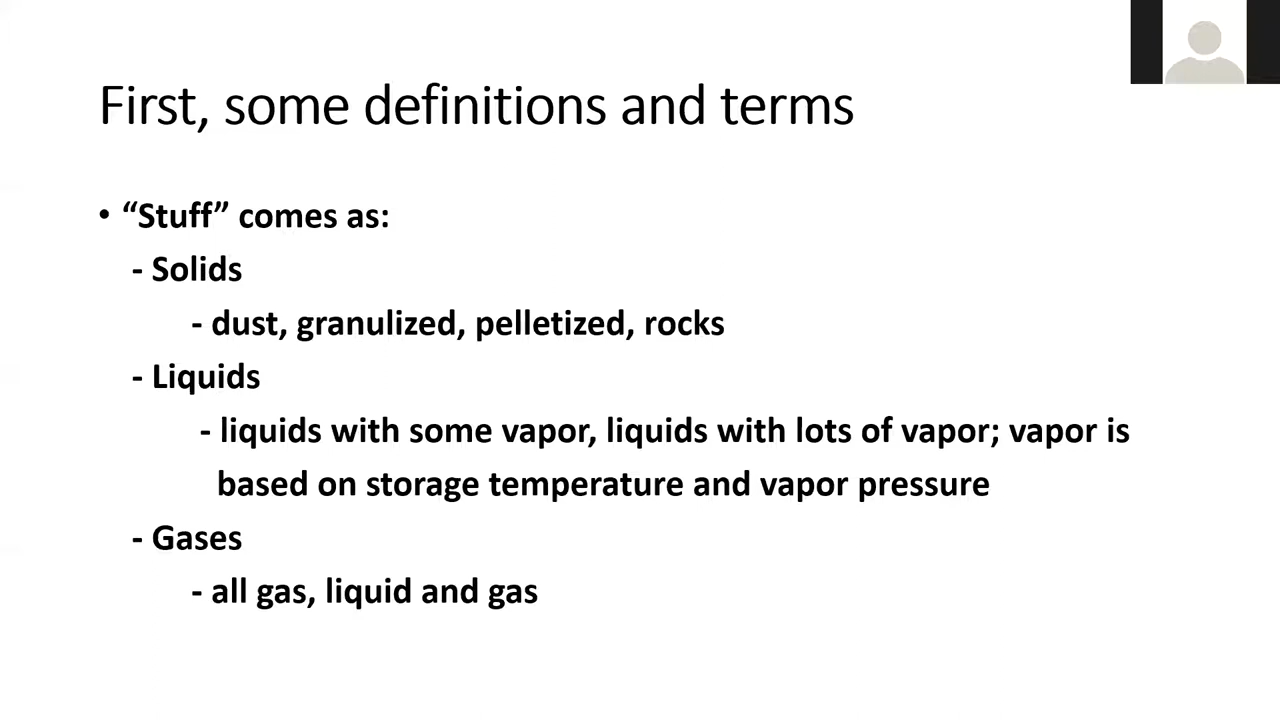 First, some definitions and terms
• “Stuff” comes as:
- Solids
- dust, granulized, pelletized, rocks
- Liquids
- liquids with some vapor, liquids with lots of vapor; vapor is
based on storage temperature and vapor pressure
- Gases
- all gas, liquid and gas